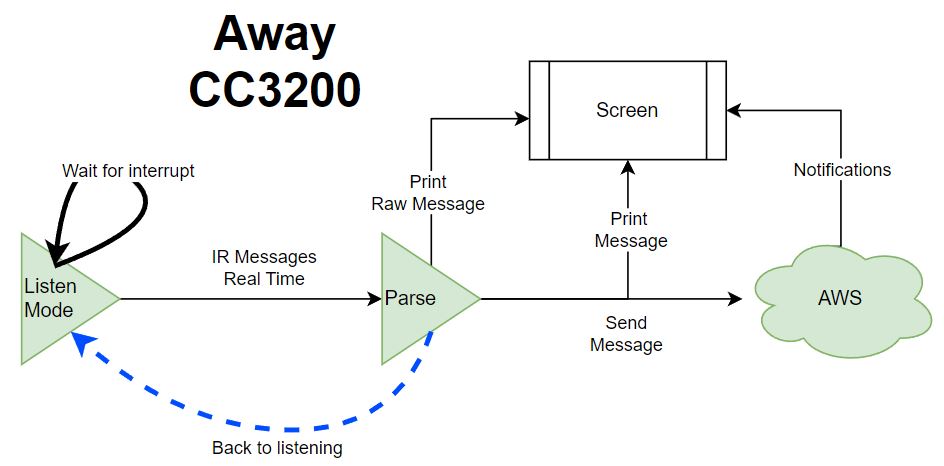 Away
CC3200
Screen
Wait for interrupt
Notifications
Print
Raw Message
Print
Message
IR Messages
Real Time
Listen
Mode
Parse
AWS
Send
Message
Back to listening